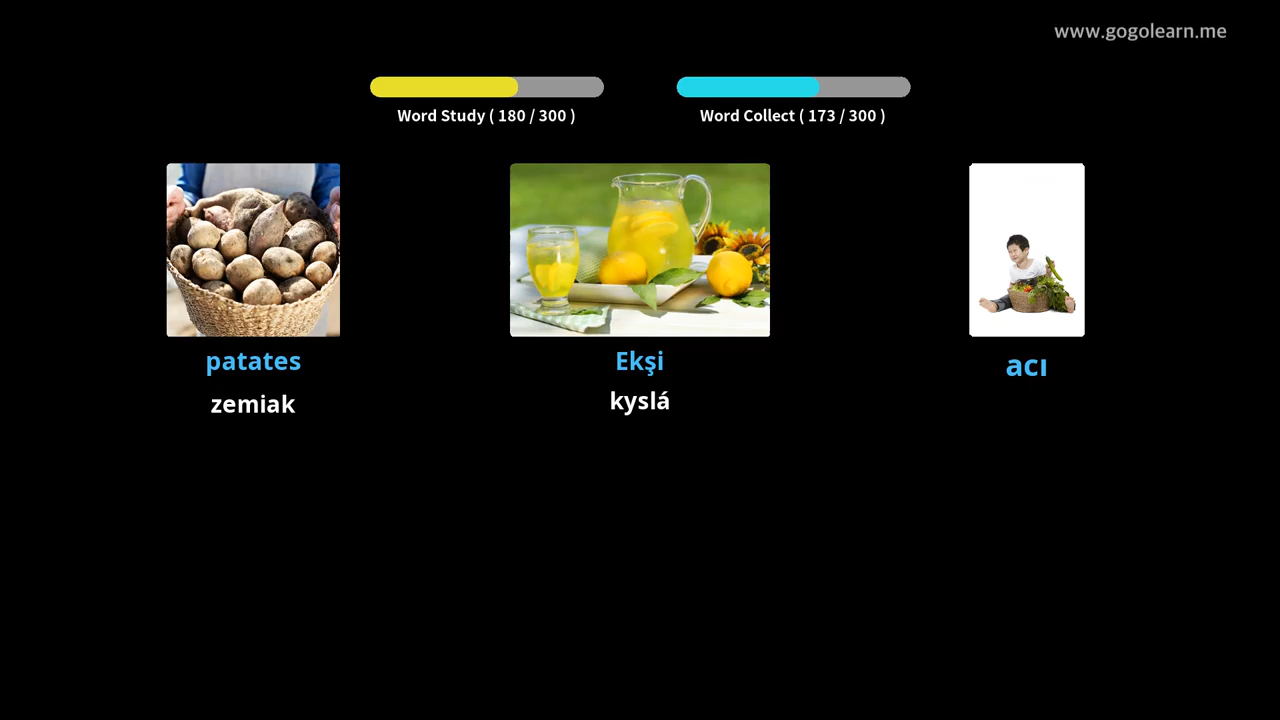 www.gogolearn.me
Word Study ( 180 / 300 )
Word Collect ( 173 / 300 )
patates
Ekşi
acı
zemiak
kyslá